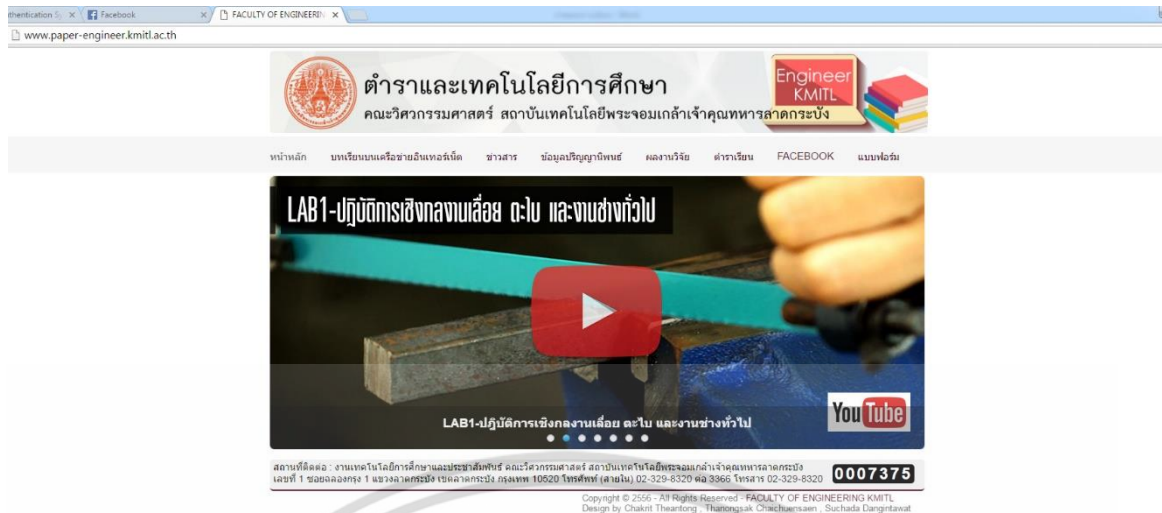 thentication S
Facebook
FACULTY OF ENGINEERIN
www.paper-engineer.kmitl.ac.th
ตำราและเทคโนโลยีการศึกษา
คณะวิศวกรรมศาสตร์ สถาบันเทคโนโลยีพระจอมเกล้าเจ้าคุณทหารลาดกระบัง
Engineer
KMITL
หน้าหลัก บทเรียนบนเครือข่ายอินเทอร์เน็ต ข่าวสาร ข้อมูลปริญญานิพนธ์ ผลงานวิจัย ตำราเรียน FACEBOOK แบบฟอร์ม
LAB1-ปฏิบัติการเชิงกลงานเลื่อย ตะไบ และงานช่างทั่วไป
YouTube
LAB1-ปฏิบัติการเชิงกลงานเลื่อย ตะไบ และงานช่างทั่วไป
สถานที่ติดต่อ : งานเทคโนโลยีการศึกษาและประชาสัมพันธ์ คณะวิศวกรรมศาสตร์ สถาบันเทคโนโลยีพระจอมเกล้าเจ้าคุณทหารลาดกระบัง
เลขที่ 1 ซอยฉลองกรุง 1 แขวงลาดกระบัง เขตลาดกระบัง กรุงเทพ 10520 โทรศัพท์ (สายใน) 02-329-8320 ต่อ 3366 โทรสาร 02-329-8320
0007375
Copyright © 2556 - All Rights Reserved - FACULTY OF ENGINEERING KMITL
Design by Chakrit Theantong , Thanongsak Chaichuensaen , Suchada Dangintawat